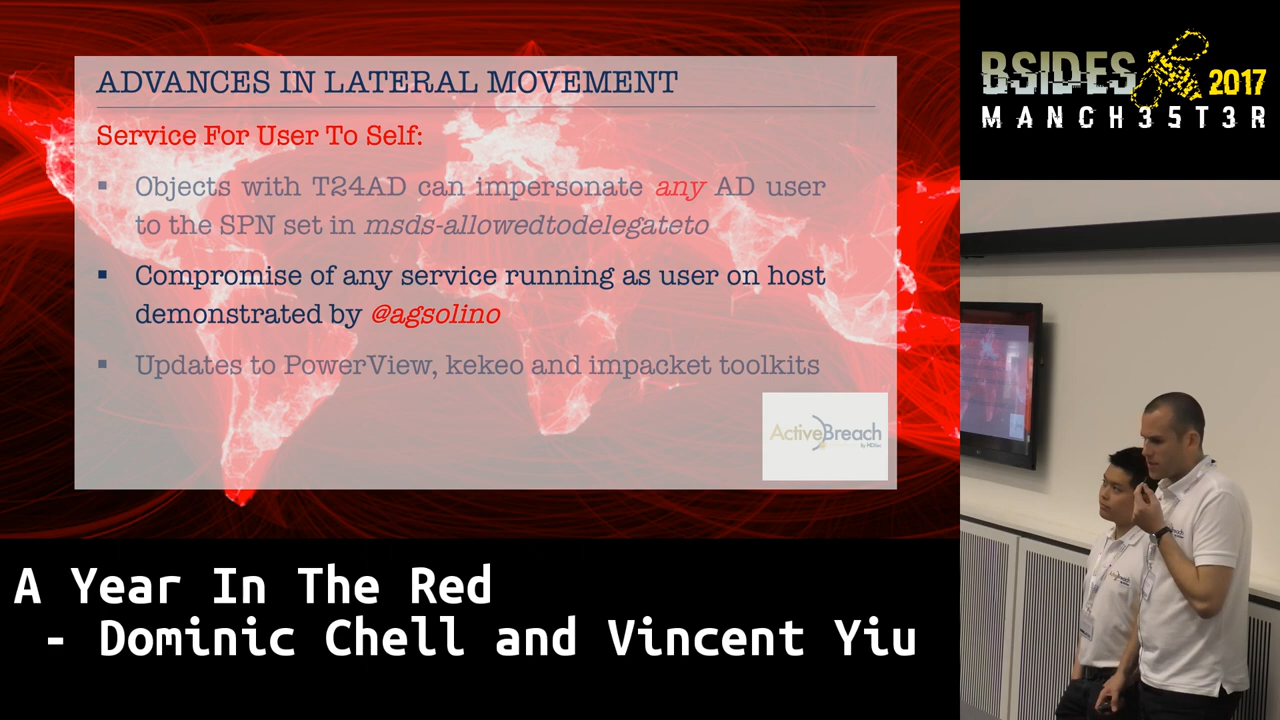 ADVANCES IN LATERAL MOVEMENT
Service For User To Self:
▪ Objects with T24AD can impersonate any AD user
to the SPN set in msds-allowedtodelegateto
▪ Compromise of any service running as user on host
demonstrated by @agsolino
▪ Updates to PowerView, kekeo and impacket toolkits
ActiveBreach
by MDSec
BSIDES 2017
MANCH35T3R
A Year In The Red
- Dominic Chell and Vincent Yiu